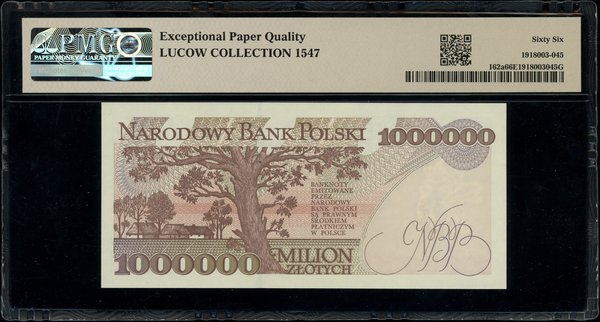 PMG
PAPER MONEY GUARANTY
Exceptional Paper Quality
LUCOW COLLECTION 1547
Sixty Six
1918003-045
162a66E1918003045G
NARODOWY BANK POLSKI
1000000
BANKNOTY
EMITOWANE
PRZEZ
NARODOWY
BANK POLSKI
SĄ PRAWNYM
ŚRODKIEM
PŁATNICZYM
W POLSCE
1000000
MILION
ZŁOTYCH
NBP